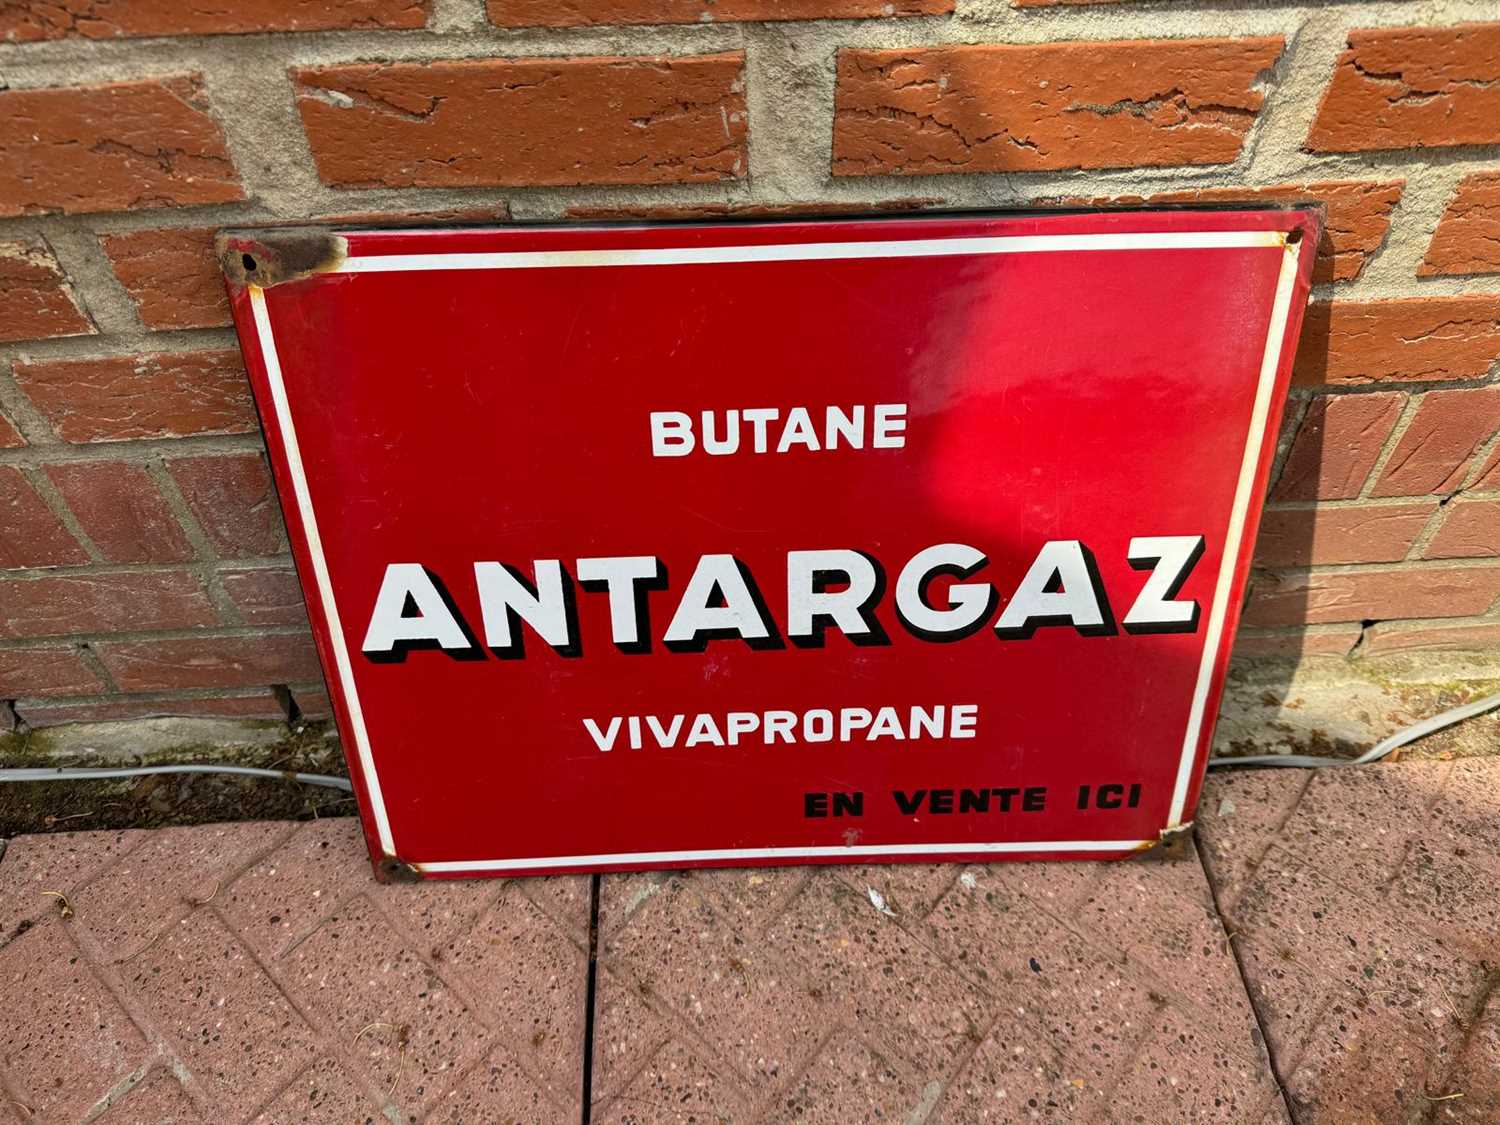 BUTANE
ANTARGAZ
VIVAPROPANE
EN VENTE ICI